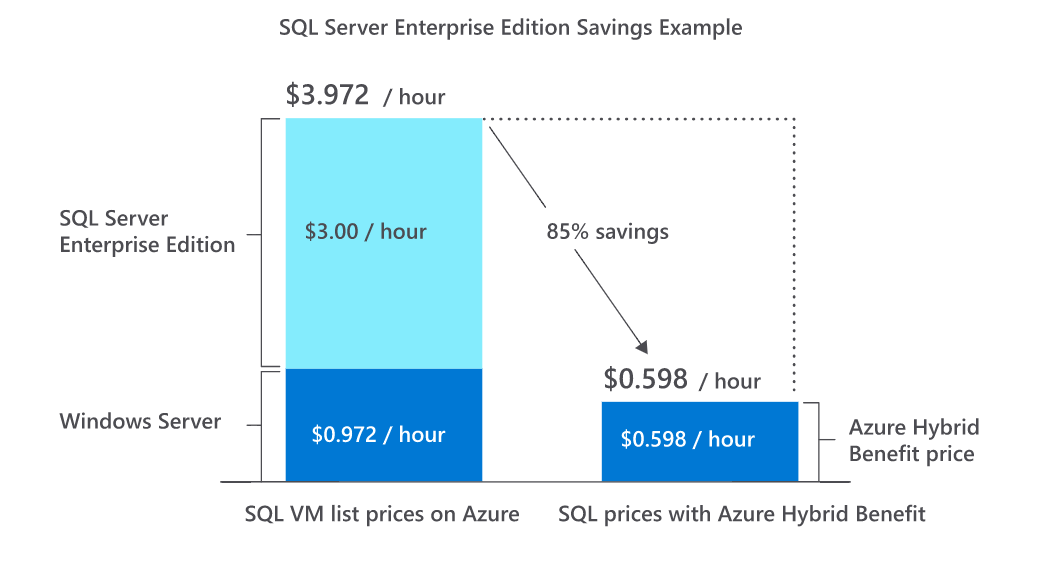 SQL Server Enterprise Edition Savings Example
$3.972 / hour
SQL Server
Enterprise Edition
$3.00 / hour
85% savings
$0.598 / hour
Windows Server
$0.972 / hour
$0.598 / hour
Azure Hybrid
Benefit price
SQL VM list prices on Azure
SQL prices with Azure Hybrid Benefit